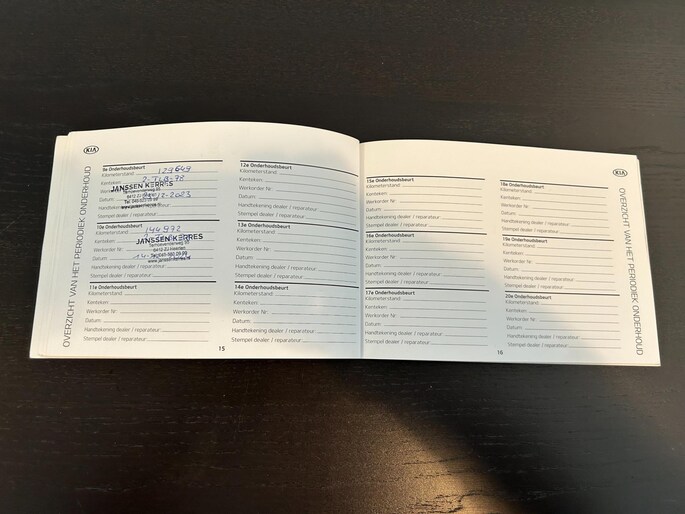 KIA
OVERZICHT VAN HET PERIODIEK ONDERHOUD
9e Onderhoudsbeurt
Kilometerstand 129649
Kenteken:
JANSSEN KERRES
Datum: 2023
Handtekening dealer / reparateur:
Stempel dealer / reparateur:
10e Onderhoudsbeurt
Kilometerstand 144972
Kenteken:
JANSSEN KERRES
Werkorder Nr:
Datum: 14-
Handtekening dealer / reparateur:
Stempel dealer / reparateur:
11e Onderhoudsbeurt
Kilometerstand
Kenteken:
Werkorder Nr:
Datum:
Handtekening dealer / reparateur:
Stempel dealer / reparateur:
12e Onderhoudsbeurt
Kilometerstand
Kenteken:
Werkorder Nr:
Datum:
Handtekening dealer / reparateur:
Stempel dealer / reparateur:
13e Onderhoudsbeurt
Kilometerstand
Kenteken:
Werkorder Nr:
Datum:
Handtekening dealer / reparateur:
Stempel dealer / reparateur:
14e Onderhoudsbeurt
Kilometerstand
Kenteken:
Werkorder Nr:
Datum:
Handtekening dealer / reparateur:
Stempel dealer / reparateur:
15
15e Onderhoudsbeurt
Kilometerstand
Kenteken:
Werkorder Nr:
Datum:
Handtekening dealer / reparateur:
Stempel dealer / reparateur:
16e Onderhoudsbeurt
Kilometerstand
Kenteken:
Werkorder Nr:
Datum:
Handtekening dealer / reparateur:
Stempel dealer / reparateur:
17e Onderhoudsbeurt
Kilometerstand
Kenteken:
Werkorder Nr:
Datum:
Handtekening dealer / reparateur:
Stempel dealer / reparateur:
18e Onderhoudsbeurt
Kilometerstand
Kenteken:
Werkorder Nr:
Datum:
Handtekening dealer / reparateur:
Stempel dealer / reparateur:
19e Onderhoudsbeurt
Kilometerstand
Kenteken:
Werkorder Nr:
Datum:
Handtekening dealer / reparateur:
Stempel dealer / reparateur:
20e Onderhoudsbeurt
Kilometerstand
Kenteken:
Werkorder Nr:
Datum:
Handtekening dealer / reparateur:
Stempel dealer / reparateur:
16
KIA
OVERZICHT VAN HET PERIODIEK ONDERHOUD